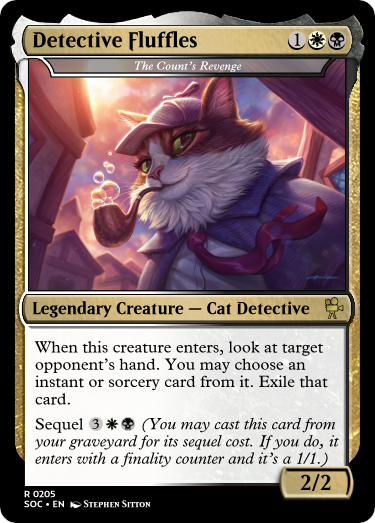 Detective Fluffles 1
The Count's Revenge
Legendary Creature — Cat Detective
When this creature enters, look at target
opponent's hand. You may choose an
instant or sorcery card from it. Exile that
card.
Sequel 3 (You may cast this card from
your graveyard for its sequel cost. If you do, it
enters with a finality counter and it's a 1/1.)
2/2
R 0205
SOC • EN Stephen Sitton